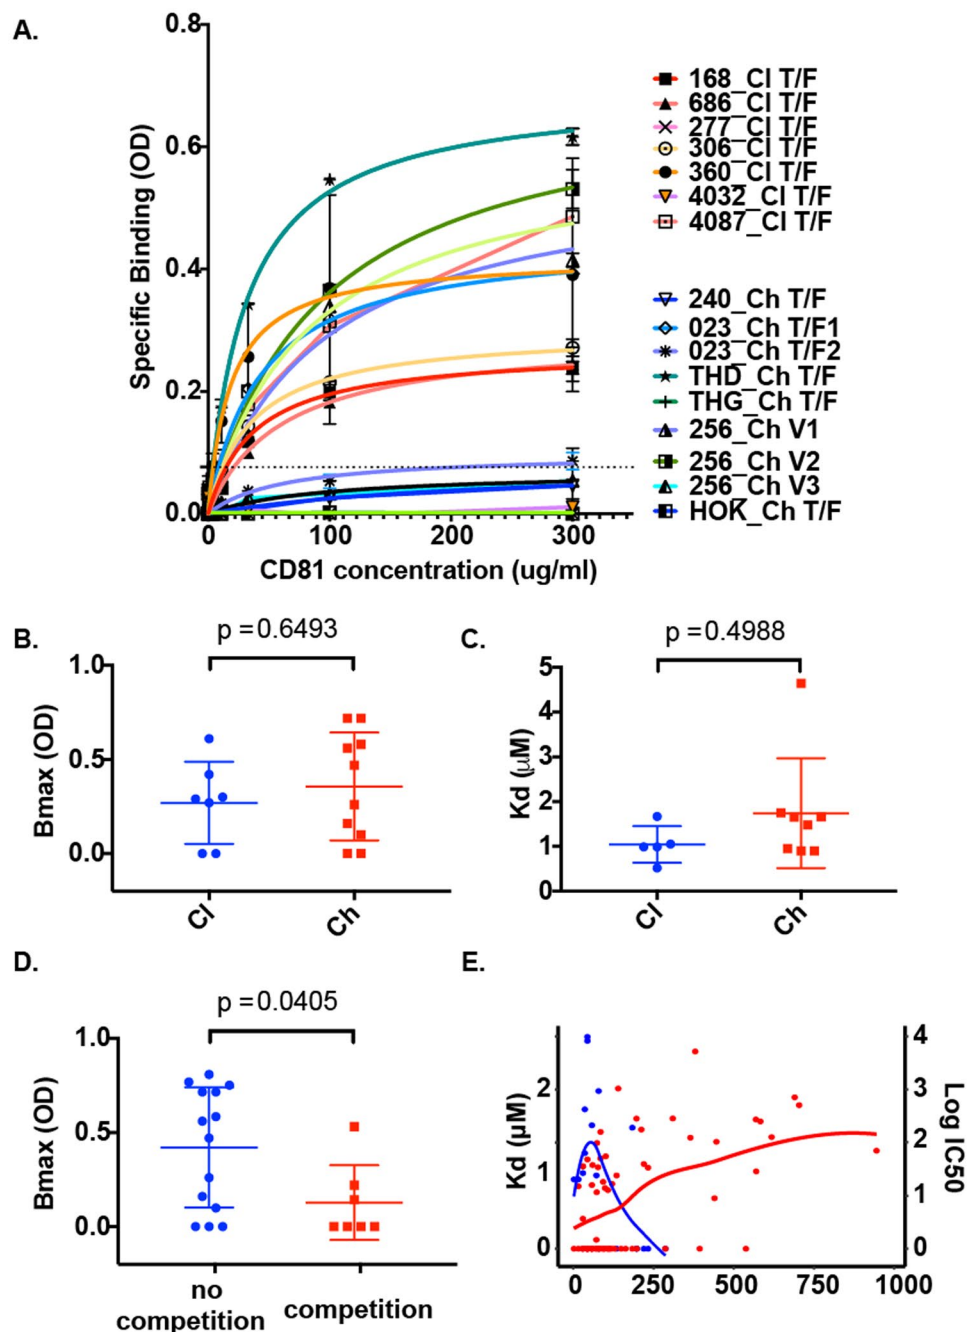 A.
0.8
0.6
0.4
0.2
0.0
Specific Binding (OD)
0
100
200
300
CD81 concentration (ug/ml)
168_Cl T/F
686_Cl T/F
277_Cl T/F
306_Cl T/F
360_Cl T/F
4032_Cl T/F
4087_Cl T/F
240_Ch T/F
023_Ch T/F1
023_Ch T/F2
THD_Ch T/F
THG_Ch T/F
256_Ch V1
256_Ch V2
256_Ch V3
HOK_Ch T/F
B.
p = 0.6493
1.0
0.5
0.0
Bmax (OD)
Cl
Ch
C.
p = 0.4988
5
4
3
2
1
0
Kd (µM)
Cl
Ch
D.
p = 0.0405
1.0
0.5
0.0
Bmax (OD)
no
competition
competition
E.
2
1
0
Kd (µM)
4
3
2
1
0
Log IC50
0
250
500
750
1000